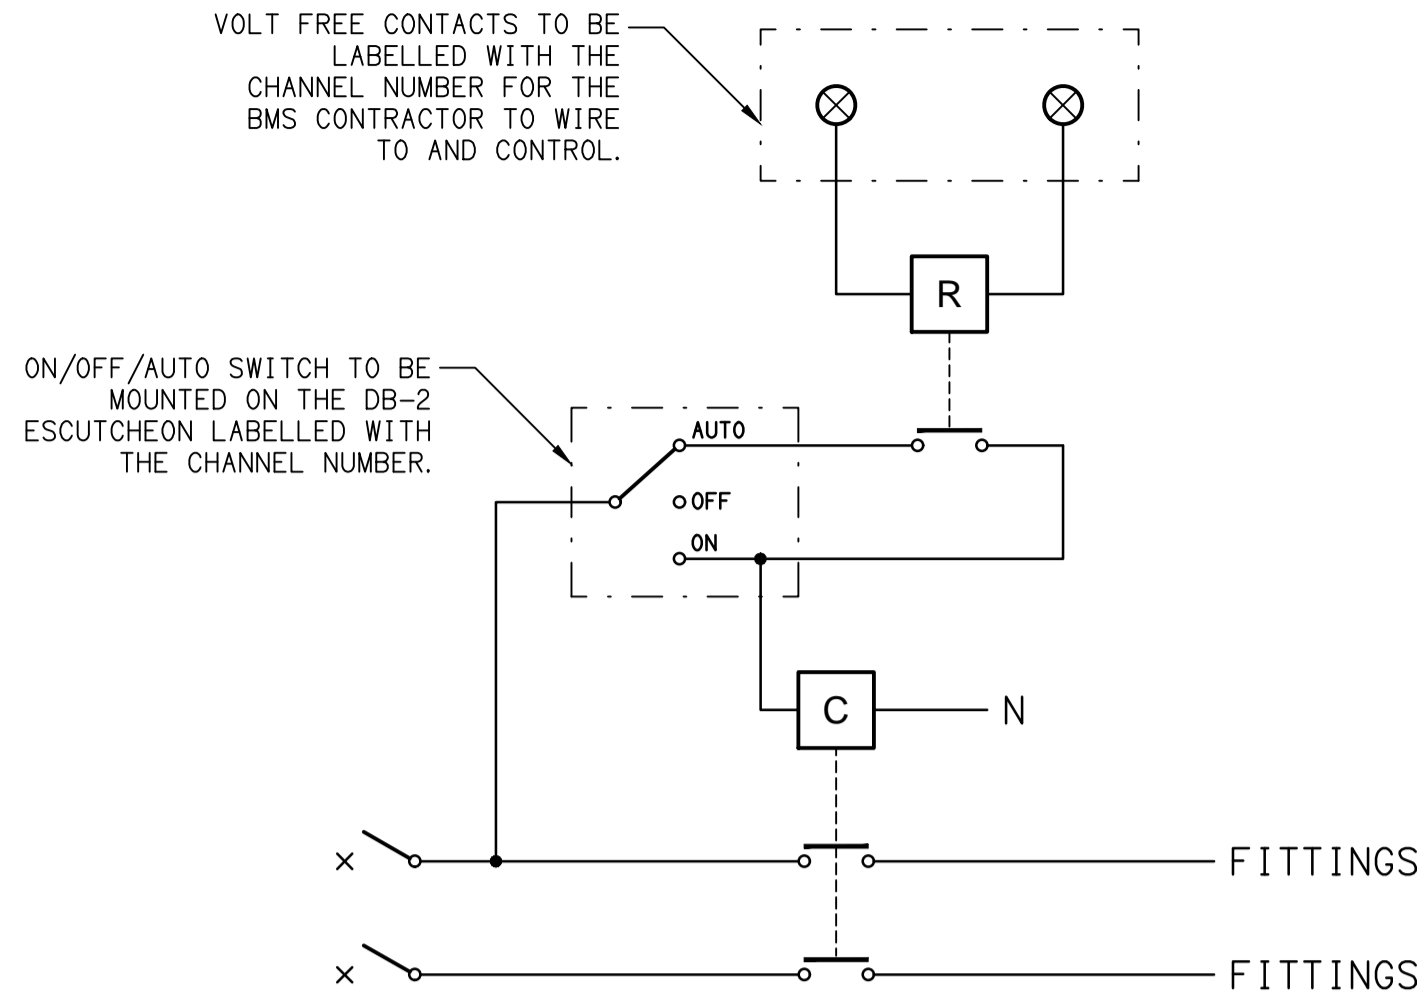 VOLT FREE CONTACTS TO BE
LABELLED WITH THE
CHANNEL NUMBER FOR THE
BMS CONTRACTOR TO WIRE
TO AND CONTROL.
R
ON/OFF/AUTO SWITCH TO BE
MOUNTED ON THE DB-2
ESCUTCHEON LABELLED WITH
THE CHANNEL NUMBER.
AUTO
OFF
ON
C
N
FITTINGS
FITTINGS